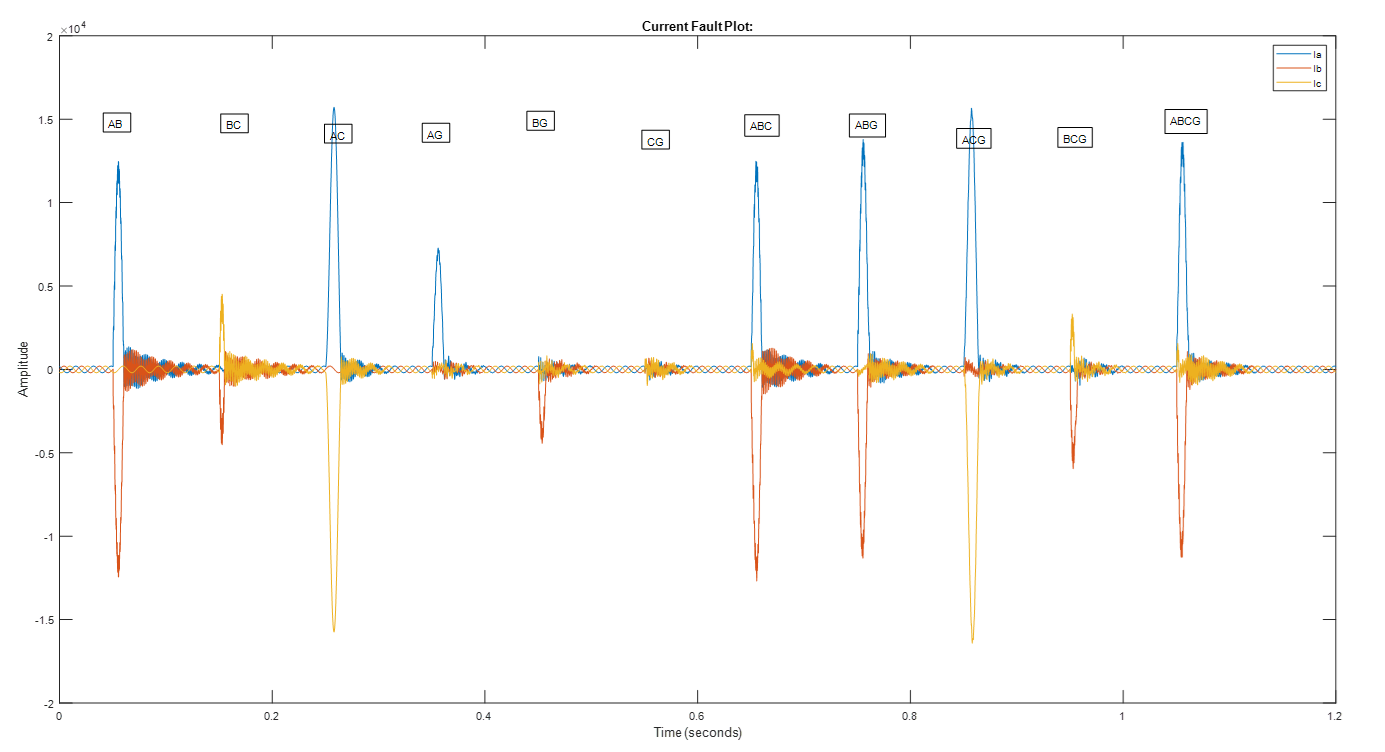 Current Fault Plot:
×10⁴
2
1.5
1
0.5
0
-0.5
-1
-1.5
-2
Amplitude
AB
BC
AC
AG
BG
CG
ABC
ABG
ACG
BCG
ABCG
Ia
Ib
Ic
0
0.2
0.4
0.6
0.8
1
1.2
Time (seconds)